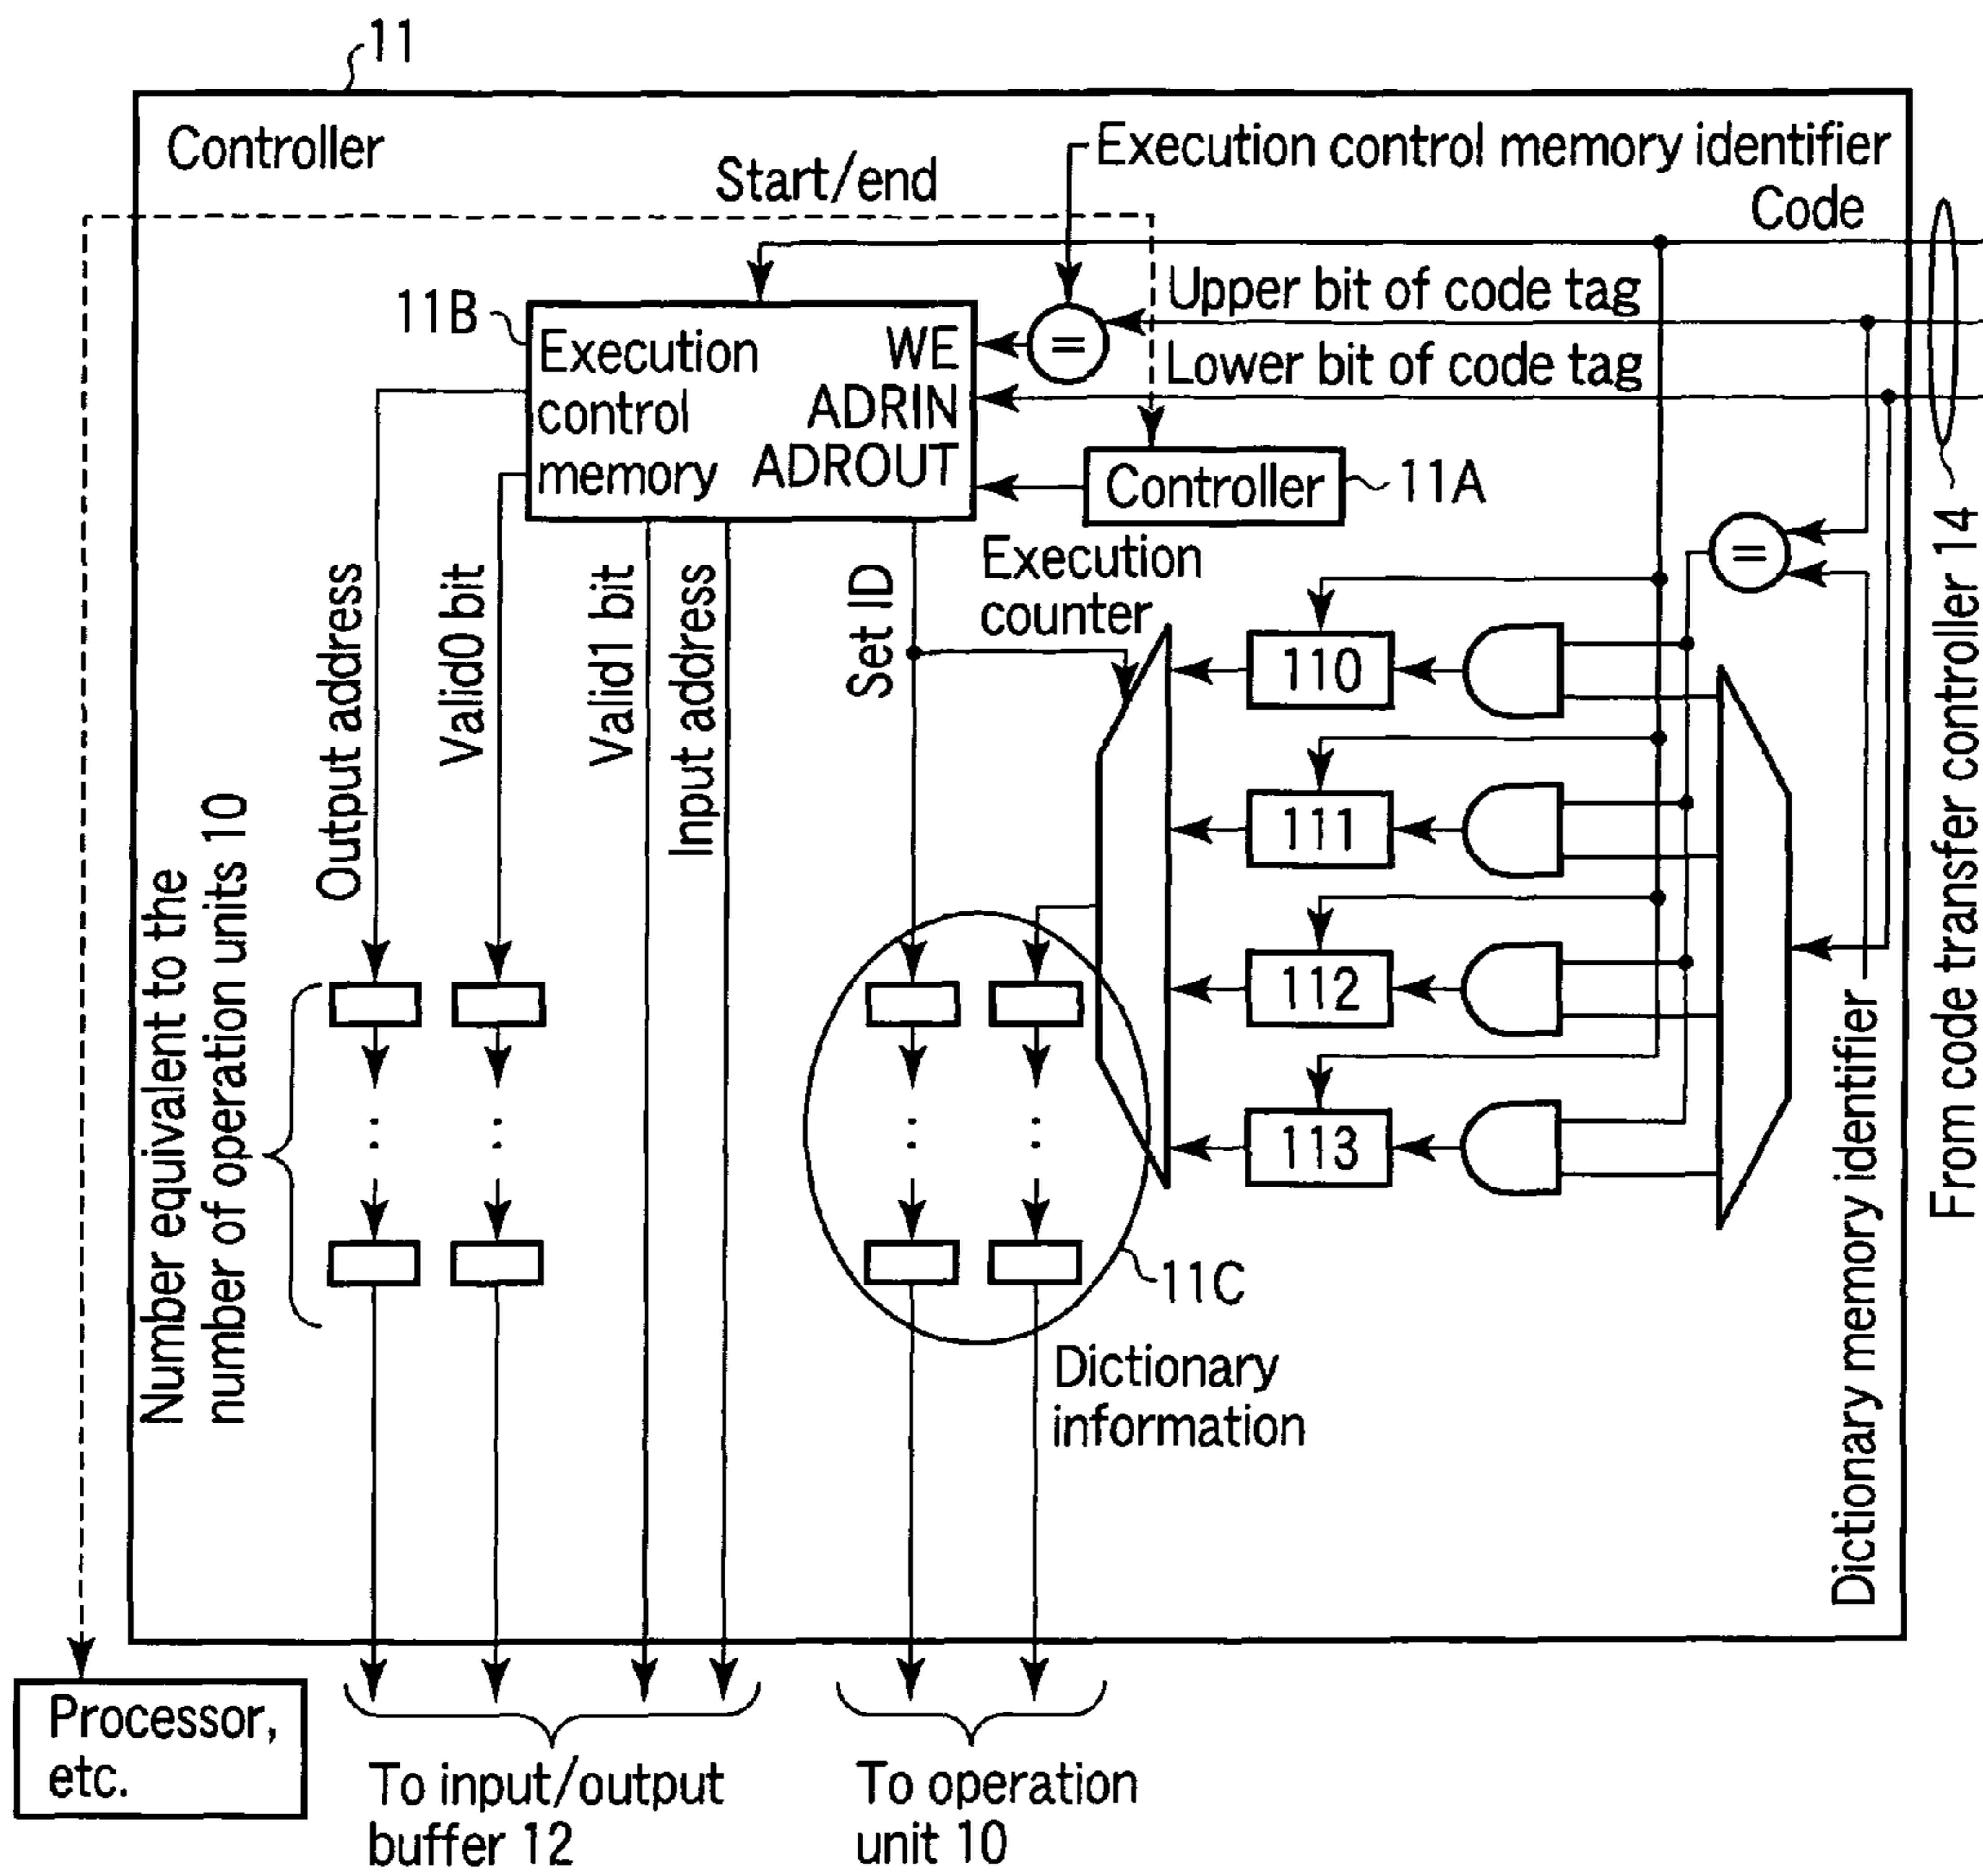 11
Controller
Start/end
Execution control memory identifier
Code
Upper bit of code tag
Lower bit of code tag
11B
Execution
control
memory
WE
ADRIN
ADROUT
=
Controller
11A
Execution
counter
=
Output address
Valid0 bit
Valid1 bit
Input address
Set ID
110
111
112
113
Number equivalent to the
number of operation units 10
11C
Dictionary
information
Dictionary memory identifier
From code transfer controller 14
Processor,
etc.
To input/output
buffer 12
To operation
unit 10